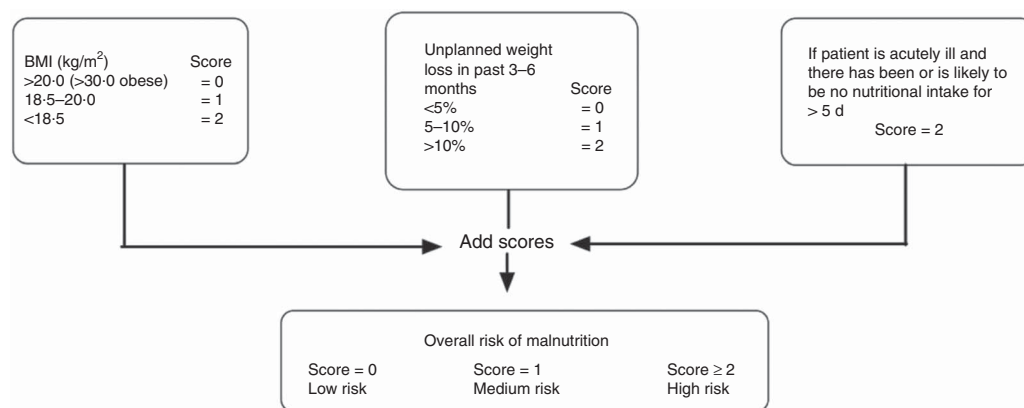 BMI (kg/m²) Score
>20·0 (>30·0 obese) = 0
18·5–20·0 = 1
<18·5 = 2
Unplanned weight
loss in past 3–6
months Score
<5% = 0
5–10% = 1
>10% = 2
If patient is acutely ill and
there has been or is likely to
be no nutritional intake for
> 5 d
Score = 2
Add scores
Overall risk of malnutrition
Score = 0 Score = 1 Score ≥ 2
Low risk Medium risk High risk